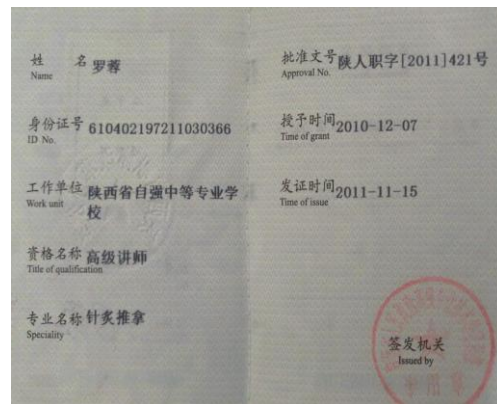 姓 名 罗蓉
Name
身份证号 610402197211030366
ID No.
工作单位 陕西省自强中等专业学
Work unit 校
资格名称 高级讲师
Title of qualification
专业名称 针炙推拿
Speciality
批准文号 陕人职字[2011]421号
Approval No.
授予时间 2010-12-07
Time of grant
发证时间 2011-11-15
Time of issue
签发机关
Issued by
专用章